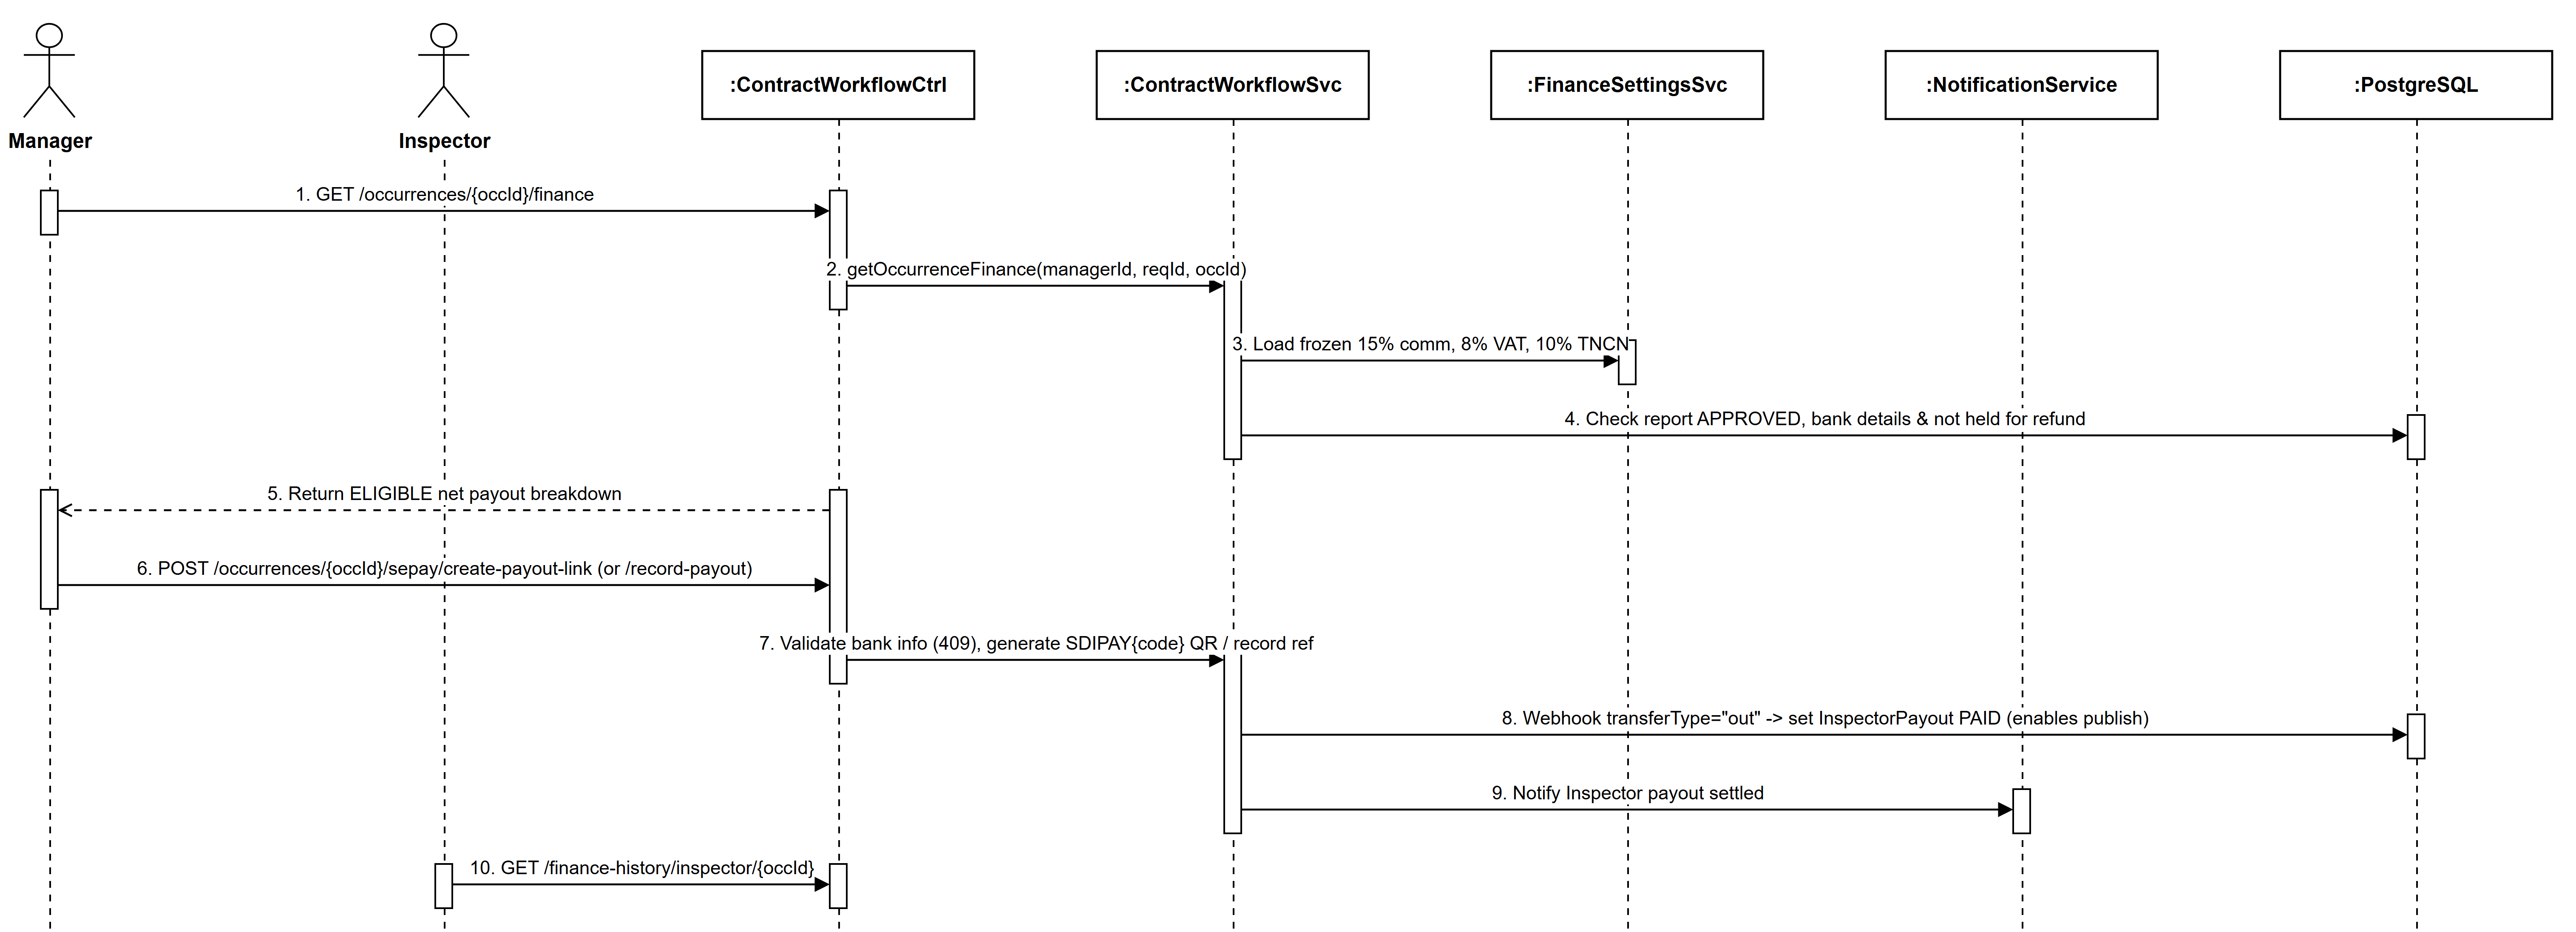 :ContractWorkflowCtrl
:ContractWorkflowSvc
:FinanceSettingsSvc
:NotificationService
:PostgreSQL
Manager
Inspector
1. GET /occurrences/{occId}/finance
2. getOccurrenceFinance(managerId, reqId, occId)
3. Load frozen 15% comm, 8% VAT, 10% TNCN
4. Check report APPROVED, bank details & not held for refund
5. Return ELIGIBLE net payout breakdown
6. POST /occurrences/{occId}/sepay/create-payout-link (or /record-payout)
7. Validate bank info (409), generate SDIPAY{code} QR / record ref
8. Webhook transferType="out" -> set InspectorPayout PAID (enables publish)
9. Notify Inspector payout settled
10. GET /finance-history/inspector/{occId}